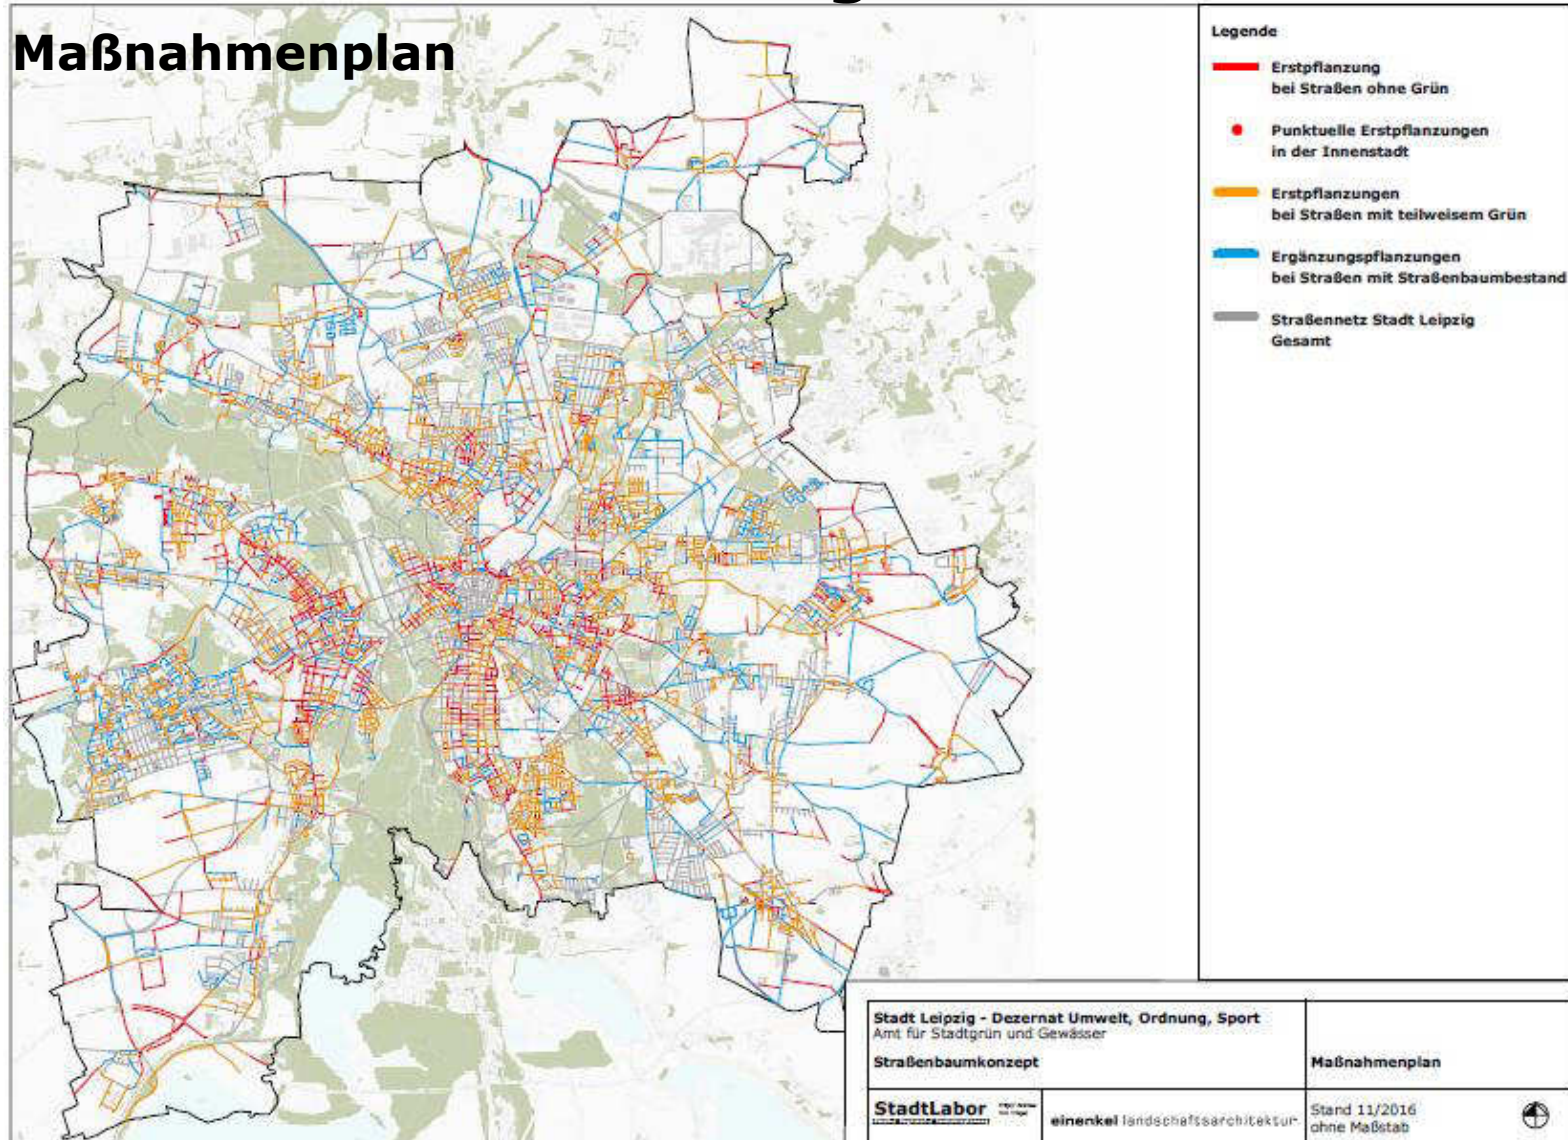 Maßnahmenplan
Legende
Erstpflanzung
bei Straßen ohne Grün
Punktuelle Erstpflanzungen
in der Innenstadt
Erstpflanzungen
bei Straßen mit teilweisem Grün
Ergänzungspflanzungen
bei Straßen mit Straßenbaumbestand
Straßennetz Stadt Leipzig
Gesamt
Stadt Leipzig - Dezernat Umwelt, Ordnung, Sport
Amt für Stadtgrün und Gewässer
Straßenbaumkonzept
Maßnahmenplan
StadtLabor
einenkel landschaftsarchitektur
Stand 11/2016
ohne Maßstab